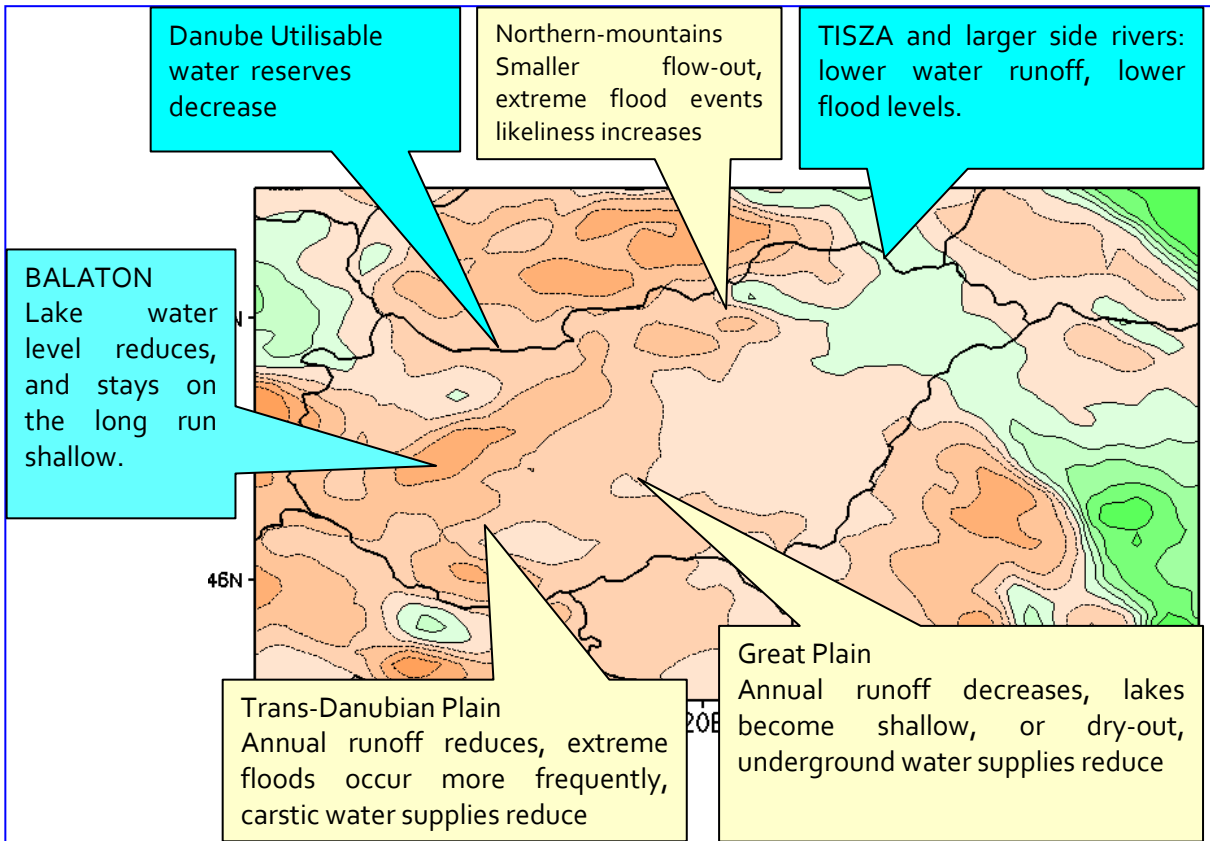 Danube Utilisable
water reserves
decrease
Northern-mountains
Smaller flow-out,
extreme flood events
likeliness increases
TISZA and larger side rivers:
lower water runoff, lower
flood levels.
BALATON
Lake water
level reduces,
and stays on
the long run
shallow.
N
46N
Trans-Danubian Plain
Annual runoff reduces, extreme
floods occur more frequently,
carstic water supplies reduce
20E
Great Plain
Annual runoff decreases, lakes
become shallow, or dry-out,
underground water supplies reduce